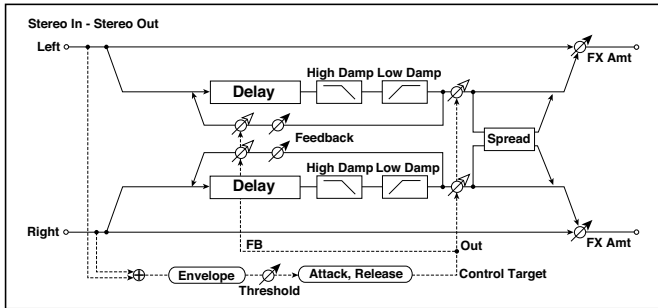 Stereo In - Stereo Out
Left
FX Amt
High Damp Low Damp
Delay
Feedback
Spread
High Damp Low Damp
Delay
Right
FB
Out
FX Amt
Envelope
Threshold
Attack, Release
Control Target